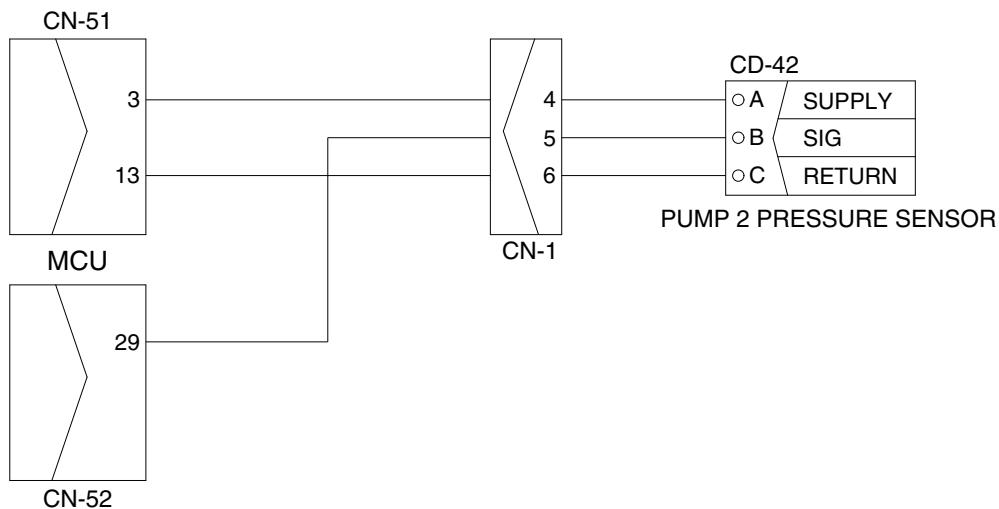 CN-51
CD-42
3
4
A
SUPPLY
5
B
SIG
13
6
C
RETURN
PUMP 2 PRESSURE SENSOR
CN-1
MCU
29
CN-52